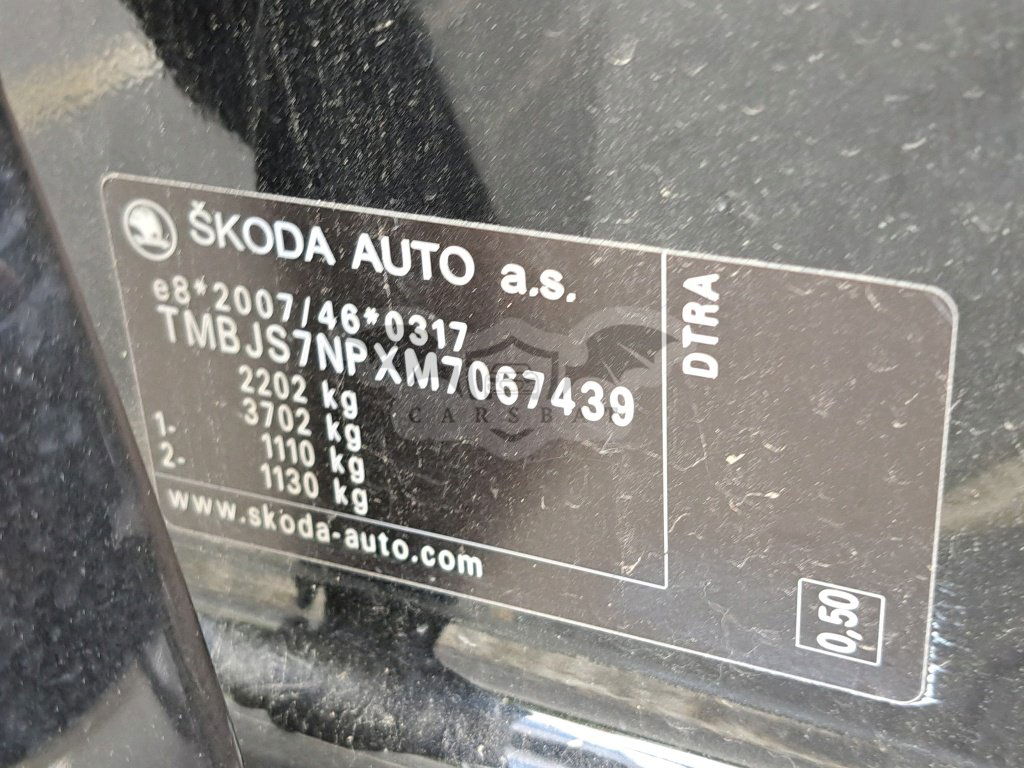 ŠKODA AUTO a.s.
e8*2007/46*0317
TMBJS7NPXM7067439
2202 kg
3702 kg
1- 1110 kg
2- 1130 kg
www.skoda-auto.com
DTRA
0,50
CARSBA